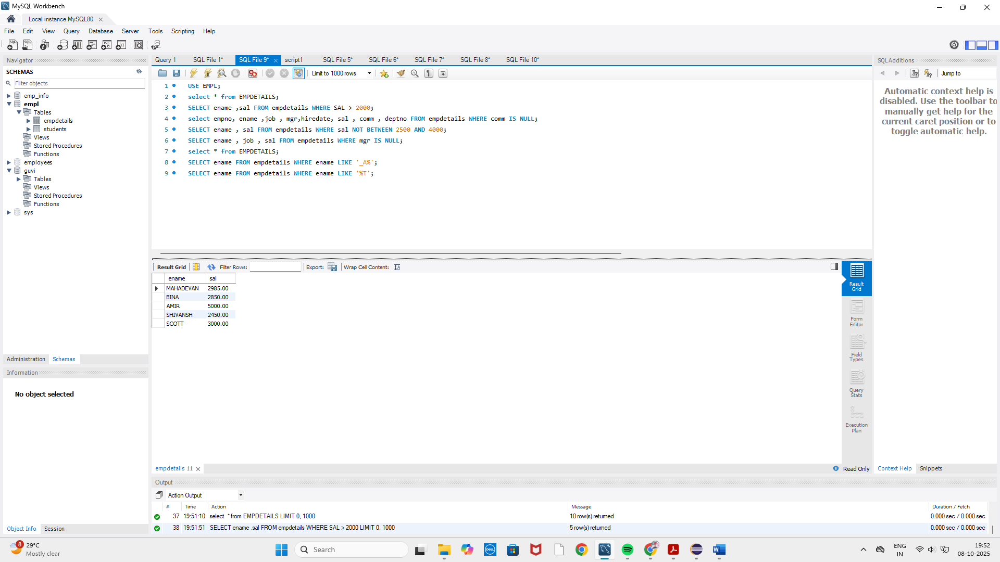 MySQL Workbench
Local instance MySQL80
File Edit View Query Database Server Tools Scripting Help
Navigator
SCHEMAS
Filter objects
emp_info
empl
Tables
empdetails
students
Views
Stored Procedures
Functions
employees
guvi
Tables
Views
Stored Procedures
Functions
sys
Administration Schemas
Information
No object selected
Object Info Session
Query 1 SQL File 1* SQL File 9* script1 SQL File 5* SQL File 6* SQL File 7* SQL File 8* SQL File 10*
Limit to 1000 rows
1 USE EMPL;
2 select * from EMPDETAILS;
3 SELECT ename ,sal FROM empdetails WHERE SAL > 2000;
4 select empno, ename ,job , mgr,hiredate, sal , comm , deptno FROM empdetails WHERE comm IS NULL;
5 SELECT ename , sal FROM empdetails WHERE sal NOT BETWEEN 2500 AND 4000;
6 SELECT ename , job , sal FROM empdetails WHERE mgr IS NULL;
7 select * from EMPDETAILS;
8 SELECT ename FROM empdetails WHERE ename LIKE '_A%';
9 SELECT ename FROM empdetails WHERE ename LIKE '%T';
Result Grid Filter Rows: Export: Wrap Cell Content:
ename sal
MAHADEVAN 2985.00
BINA 2850.00
AMIR 5000.00
SHIVANSH 2450.00
SCOTT 3000.00
Result
Grid
Form
Editor
Field
Types
Query
Stats
Execution
Plan
empdetails 11 Read Only
Output
Action Output
# Time Action Message Duration / Fetch
37 19:51:10 select * from EMPDETAILS LIMIT 0, 1000 10 row(s) returned 0.000 sec / 0.000 sec
38 19:51:51 SELECT ename ,sal FROM empdetails WHERE SAL > 2000 LIMIT 0, 1000 5 row(s) returned 0.000 sec / 0.000 sec
SQLAdditions
Jump to
Automatic context help is
disabled. Use the toolbar to
manually get help for the
current caret position or to
toggle automatic help.
Context Help Snippets
8
29°C
Mostly clear
Search
DELL
ENG
IN
19:52
08-10-2025